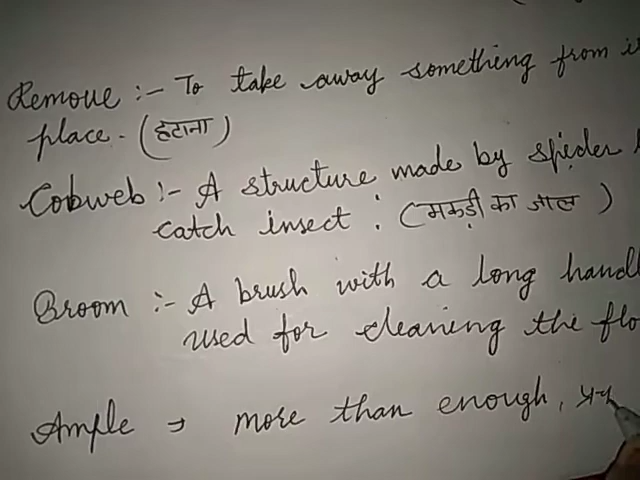 Remove :- To take away something from
place. (हटाना)
Cobweb :- A structure made by spider
catch insect : (मकड़ी का जाल)
Broom :- A brush with a long handl
used for cleaning the flo
Ample → more than enough,